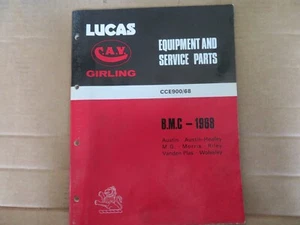 LUCAS
C.A.V.
GIRLING
EQUIPMENT AND
SERVICE PARTS
CCE900/68
B.M.C - 1968
Austin Austin-Healey
M.G. - Morris - Riley
Vanden-Plas Wolseley